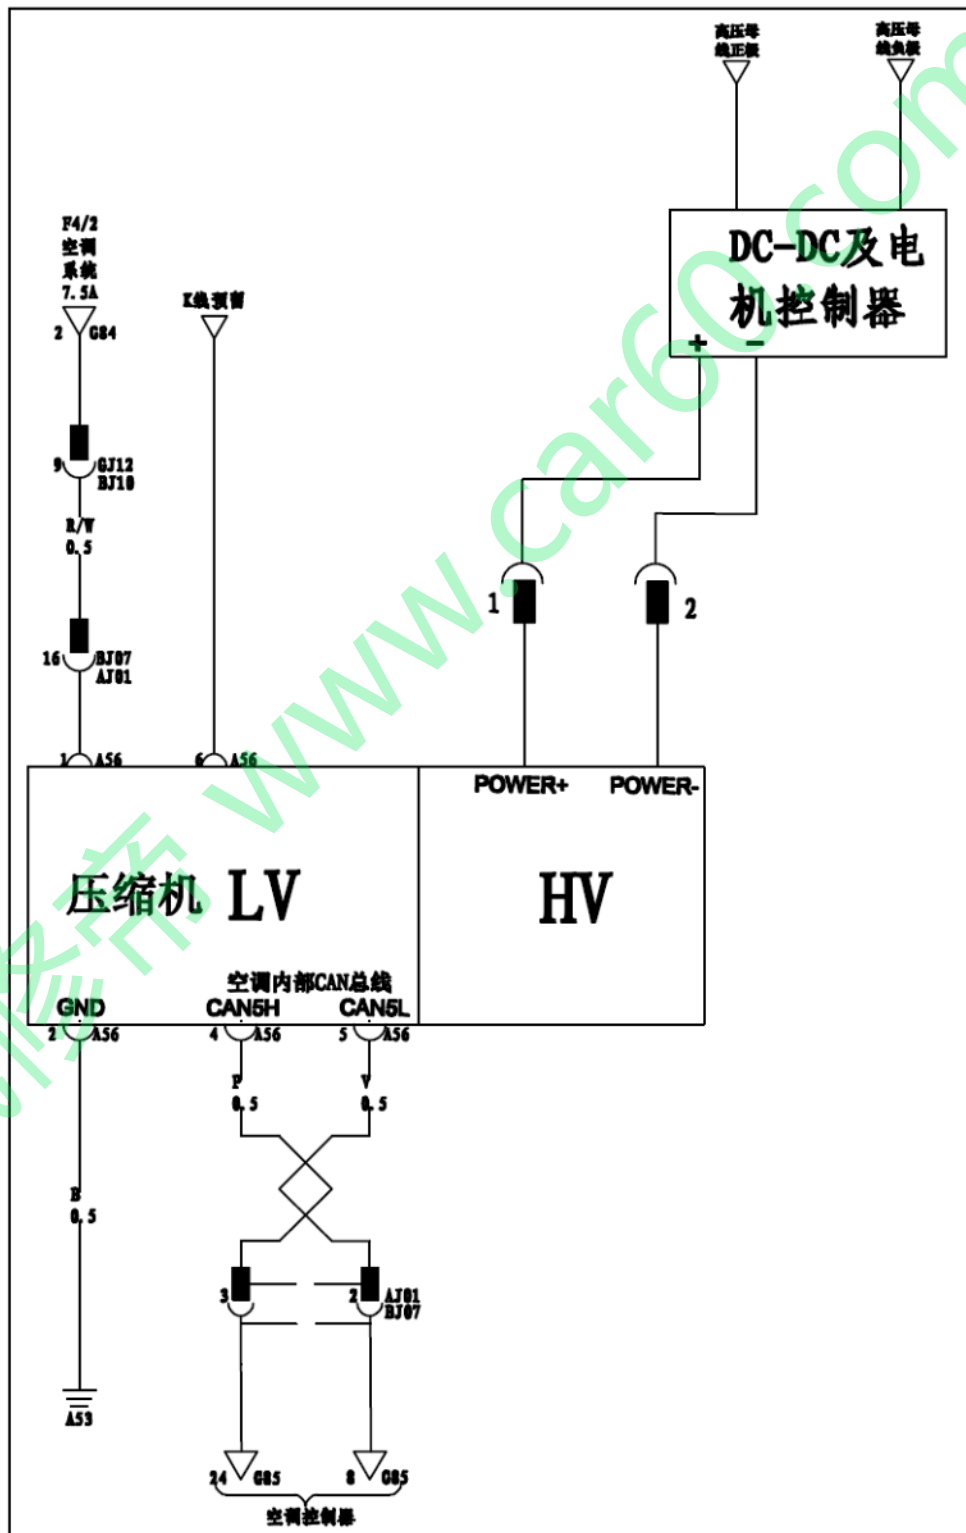 高压母
线正极
高压母
线负极
DC-DC及电
机控制器
+ −
F4/2
空调
系统
7.5A
2 G84
K线预留
9 GJ12
BJ10
R/W
0.5
16 BJ07
AJ01
1 2
1 A56
6 A56
POWER+ POWER-
压缩机 LV
HV
空调内部CAN总线
GND CAN5H CAN5L
2 A56
4 A56
5 A56
P
0.5
V
0.5
B
0.5
3
2 AJ01
BJ07
A53
24 G85
8 G85
空调控制器
修帝 www.car60.com